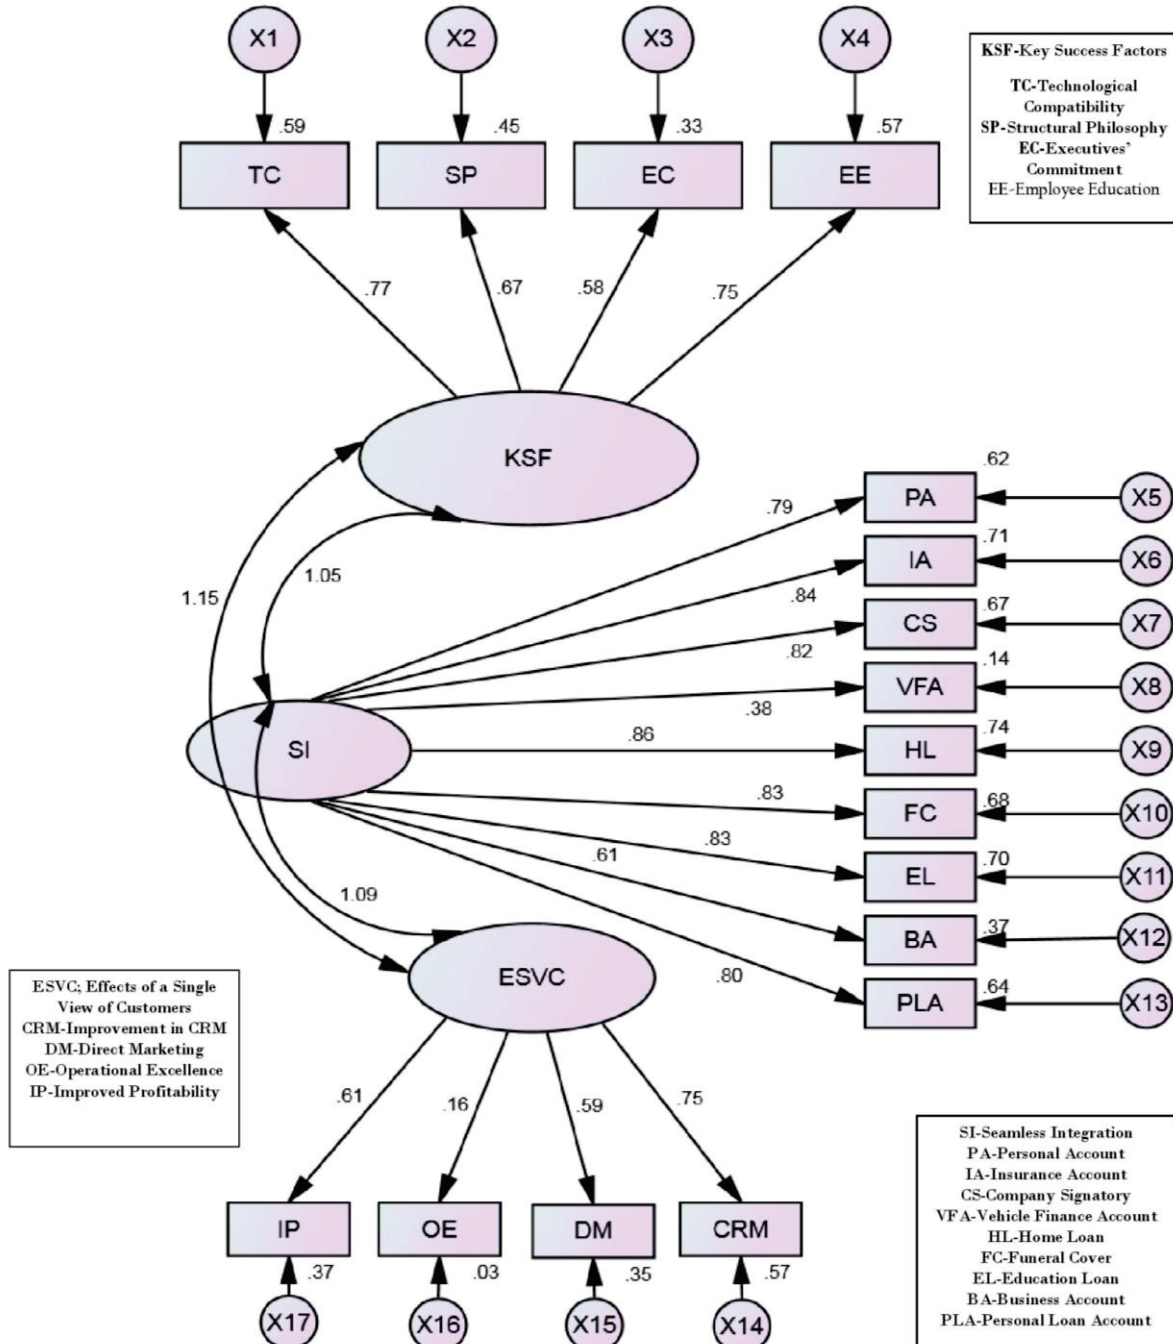 X1 X2 X3 X4
.59 .45 .33 .57
TC SP EC EE
KSF-Key Success Factors
TC-Technological
Compatibility
SP-Structural Philosophy
EC-Executives'
Commitment
EE-Employee Education
.77 .67 .58 .75
KSF
1.15
1.05
SI
1.09
.79 PA .62 X5
.84 IA .71 X6
.82 CS .67 X7
.38 VFA .14 X8
.86 HL .74 X9
.83 FC .68 X10
.83 EL .70 X11
.61 BA .37 X12
.80 PLA .64 X13
ESVC
ESVC; Effects of a Single
View of Customers
CRM-Improvement in CRM
DM-Direct Marketing
OE-Operational Excellence
IP-Improved Profitability
.61 .16 .59 .75
IP OE DM CRM
.37 .03 .35 .57
X17 X16 X15 X14
SI-Seamless Integration
PA-Personal Account
IA-Insurance Account
CS-Company Signatory
VFA-Vehicle Finance Account
HL-Home Loan
FC-Funeral Cover
EL-Education Loan
BA-Business Account
PLA-Personal Loan Account